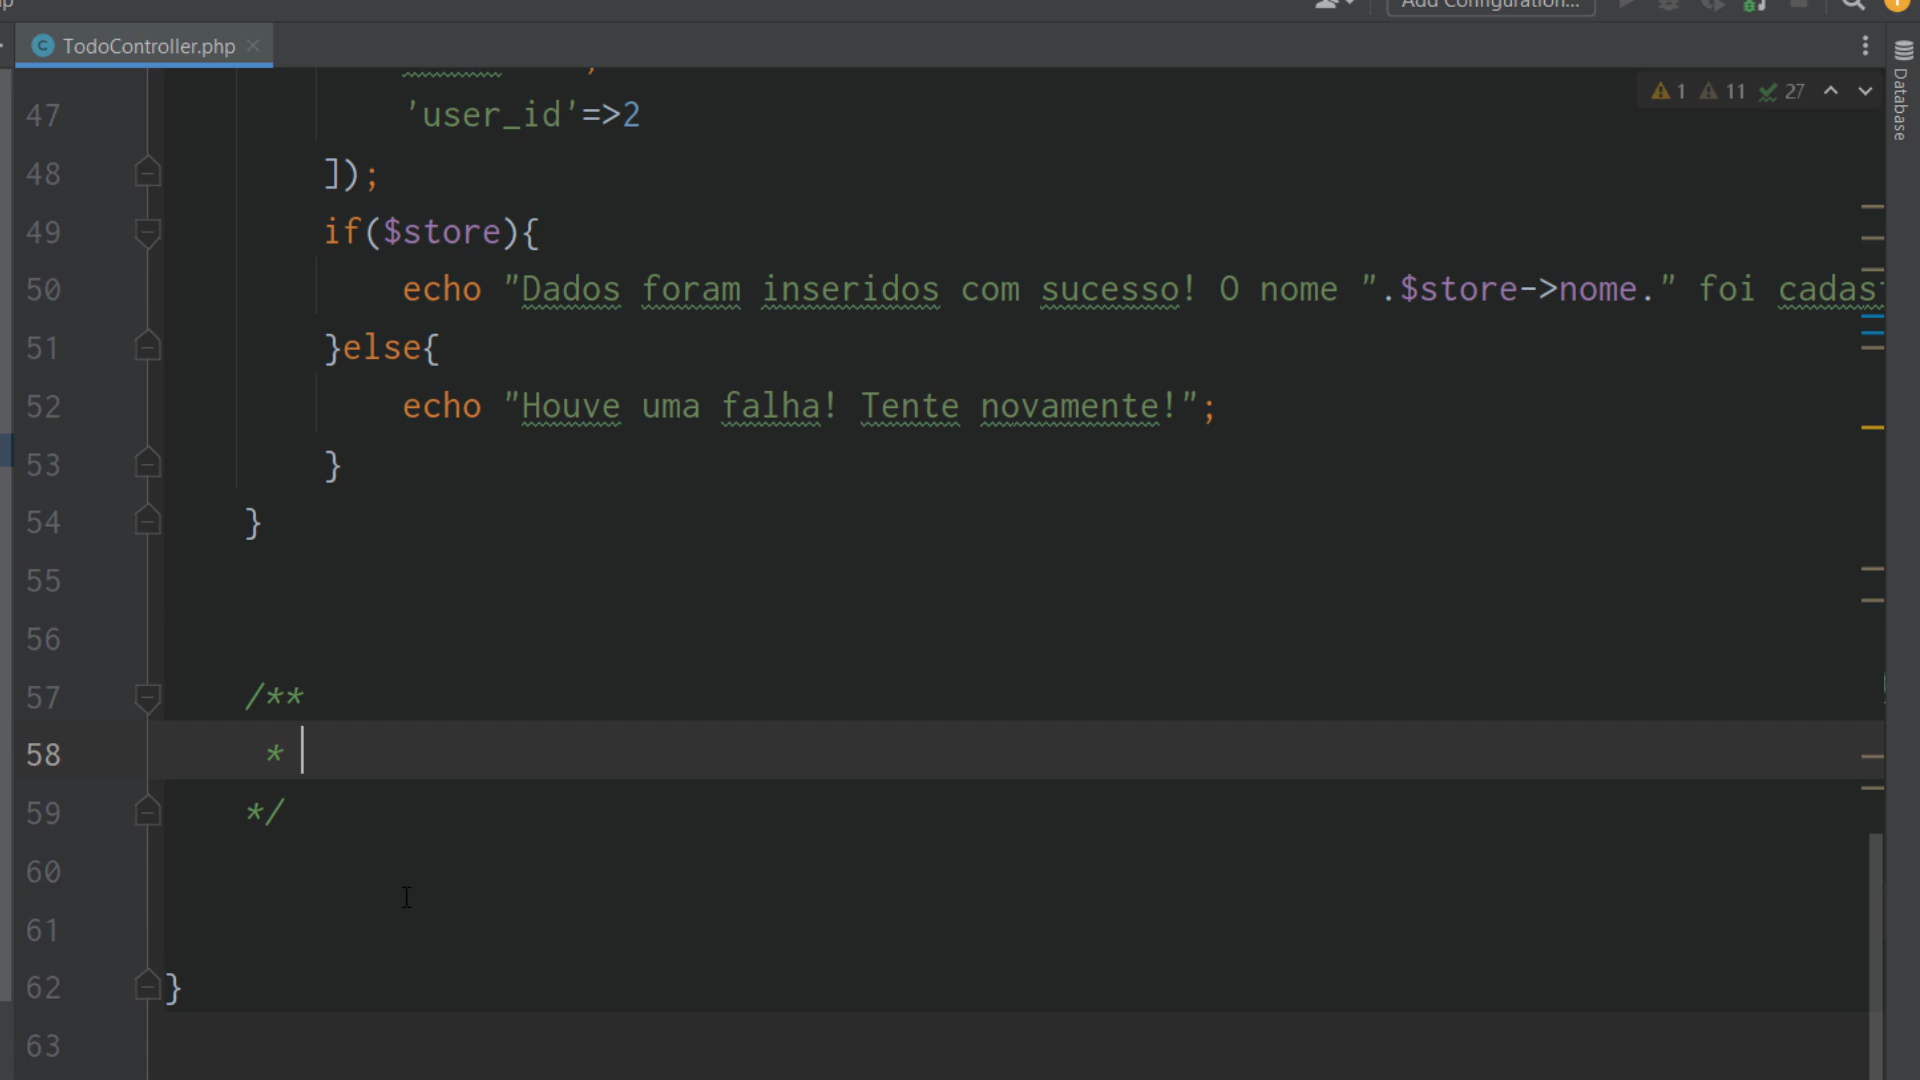 Add Configuration...
TodoController.php
1 11 27
Database
47 'user_id'=>2
48 ]);
49 if($store){
50 echo "Dados foram inseridos com sucesso! O nome ".$store->nome." foi cadas
51 }else{
52 echo "Houve uma falha! Tente novamente!";
53 }
54 }
55
56
57 /**
58 *
59 */
60
61
62 }
63